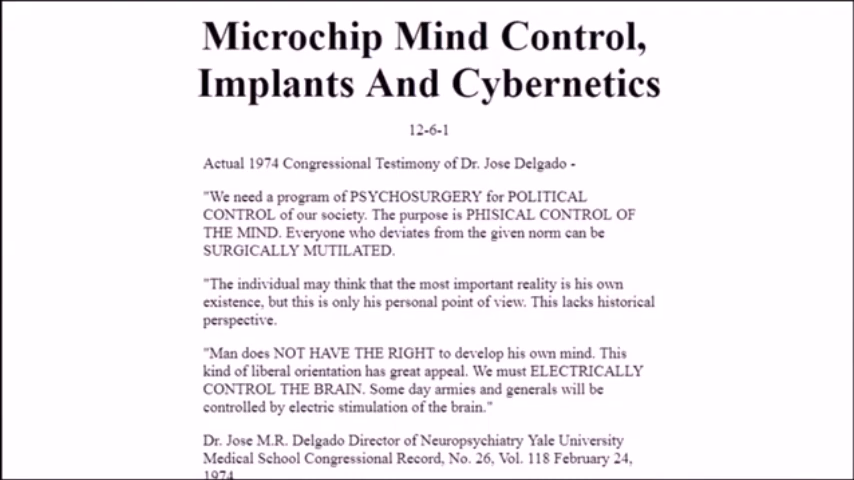 Microchip Mind Control,
Implants And Cybernetics
12-6-1
Actual 1974 Congressional Testimony of Dr. Jose Delgado -
"We need a program of PSYCHOSURGERY for POLITICAL
CONTROL of our society. The purpose is PHISICAL CONTROL OF
THE MIND. Everyone who deviates from the given norm can be
SURGICALLY MUTILATED.
"The individual may think that the most important reality is his own
existence, but this is only his personal point of view. This lacks historical
perspective.
"Man does NOT HAVE THE RIGHT to develop his own mind. This
kind of liberal orientation has great appeal. We must ELECTRICALLY
CONTROL THE BRAIN. Some day armies and generals will be
controlled by electric stimulation of the brain."
Dr. Jose M.R. Delgado Director of Neuropsychiatry Yale University
Medical School Congressional Record, No. 26, Vol. 118 February 24,
1974